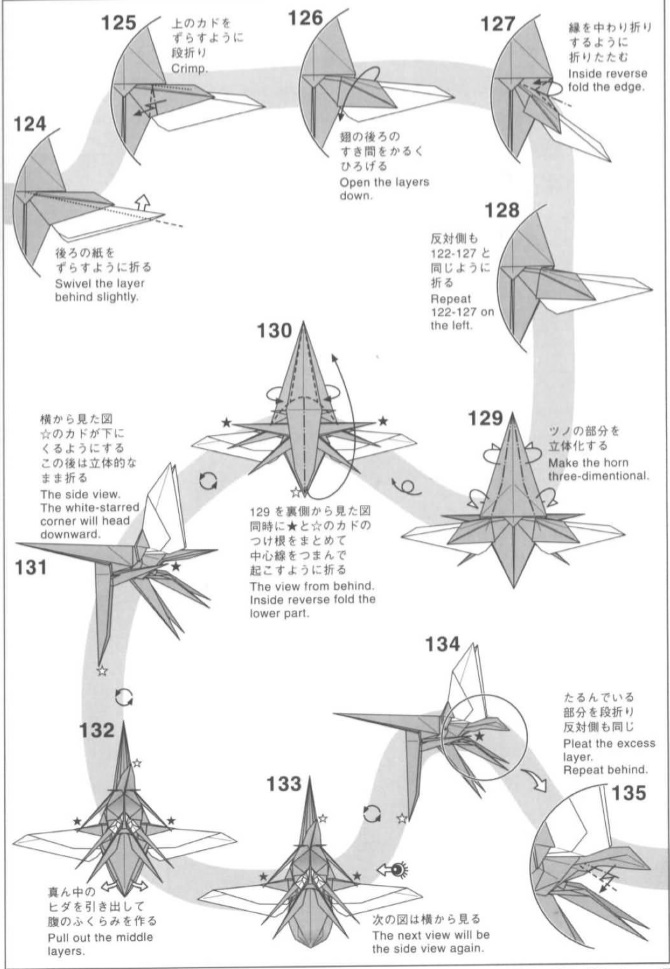 124
後ろの紙を
ずらすように折る
Swivel the layer
behind slightly.
125
上のカドを
ずらすように
段折り
Crimp.
126
翅の後ろの
すき間をかるく
ひろげる
Open the layers
down.
127
縁を中わり折り
するように
折りたたむ
Inside reverse
fold the edge.
128
反対側も
122-127 と
同じように
折る
Repeat
122-127 on
the left.
129
ツノの部分を
立体化する
Make the horn
three-dimentional.
130
129 を裏側から見た図
同時に★と☆のカドの
つけ根をまとめて
中心線をつまんで
起こすように折る
The view from behind.
Inside reverse fold the
lower part.
131
横から見た図
☆のカドが下に
くるようにする
この後は立体的な
まま折る
The side view.
The white-starred
corner will head
downward.
132
真ん中の
ヒダを引き出して
腹のふくらみを作る
Pull out the middle
layers.
133
次の図は横から見る
The next view will be
the side view again.
134
135
たるんでいる
部分を段折り
反対側も同じ
Pleat the excess
layer.
Repeat behind.